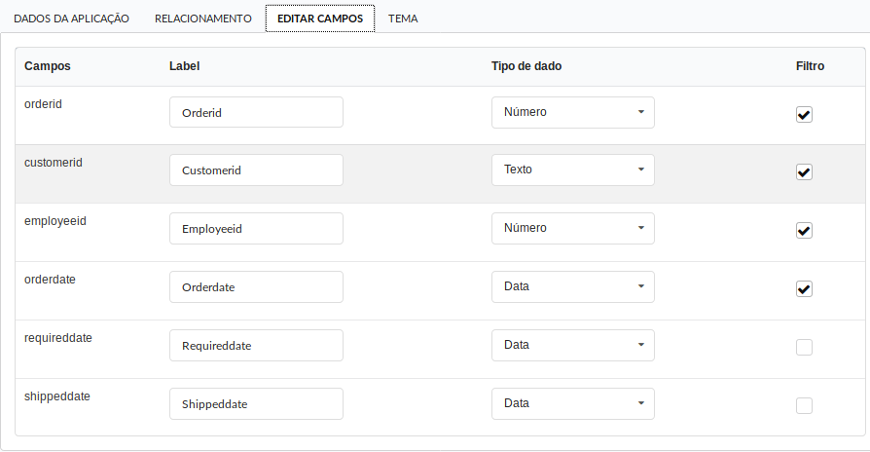 DADOS DA APLICAÇÃO RELACIONAMENTO EDITAR CAMPOS TEMA
Campos Label Tipo de dado Filtro
orderid Orderid Número
customerid Customerid Texto
employeeid Employeeid Número
orderdate Orderdate Data
requireddate Requireddate Data
shippeddate Shippeddate Data